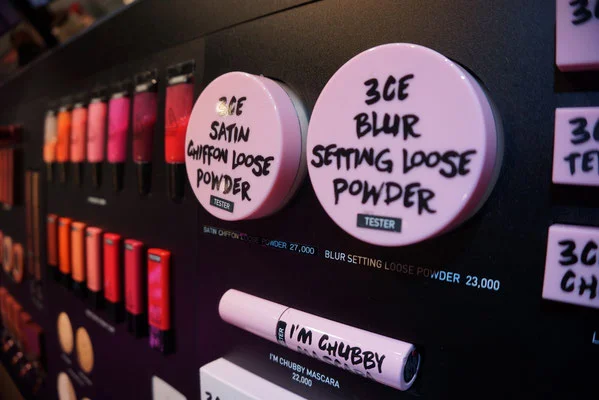 3CE
SATIN
CHIFFON LOOSE
POWDER
TESTER
3CE
BLUR
SETTING LOOSE
POWDER
TESTER
SATIN CHIFFON LOOSE POWDER 27,000
BLUR SETTING LOOSE POWDER 23,000
I'M CHUBBY
I'M CHUBBY MASCARA
22,000
3C
3C
TE
3C
CH